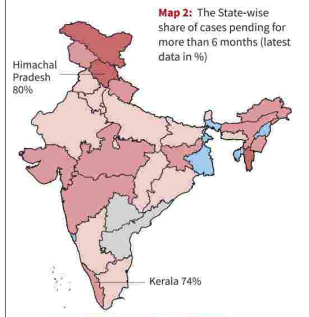 Map 2: The State-wise
share of cases pending for
more than 6 months (latest
data in %)
Himachal
Pradesh
80%
Kerala 74%